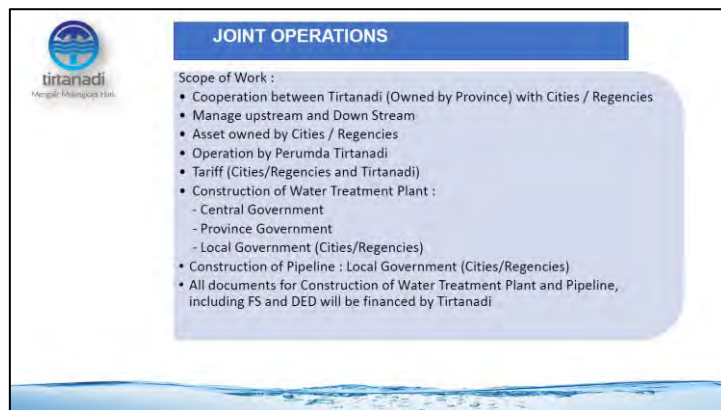 JOINT OPERATIONS
tirtanadi
Mengalir Melingkupi Hati
Scope of Work :
• Cooperation between Tirtanadi (Owned by Province) with Cities / Regencies
• Manage upstream and Down Stream
• Asset owned by Cities / Regencies
• Operation by Perumda Tirtanadi
• Tariff (Cities/Regencies and Tirtanadi)
• Construction of Water Treatment Plant :
- Central Government
- Province Government
- Local Government (Cities/Regencies)
• Construction of Pipeline : Local Government (Cities/Regencies)
• All documents for Construction of Water Treatment Plant and Pipeline,
including FS and DED will be financed by Tirtanadi